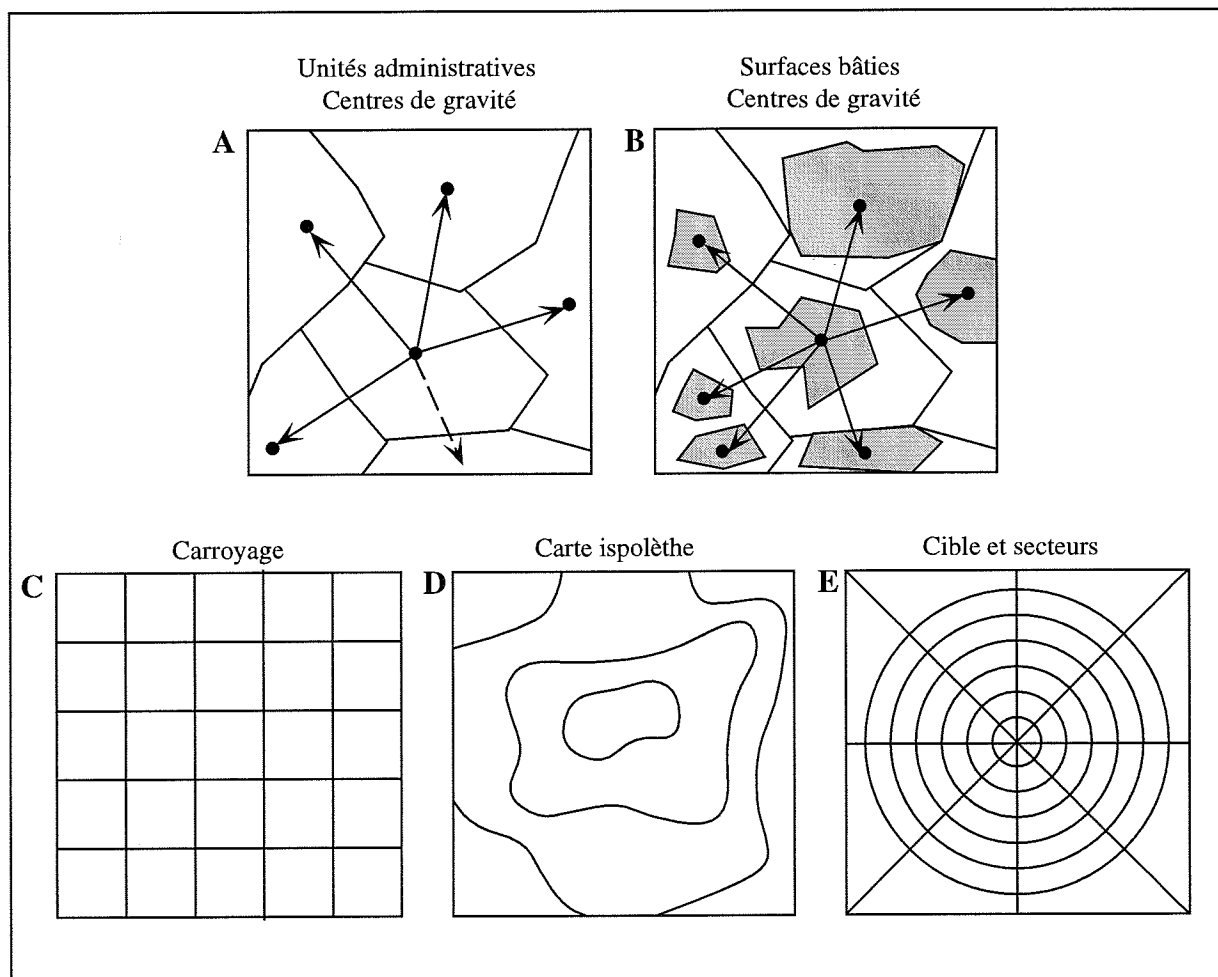 Unités administratives
Centres de gravité
Surfaces bâties
Centres de gravité
A
B
Carroyage
Carte ispolèthe
Cible et secteurs
C
D
E